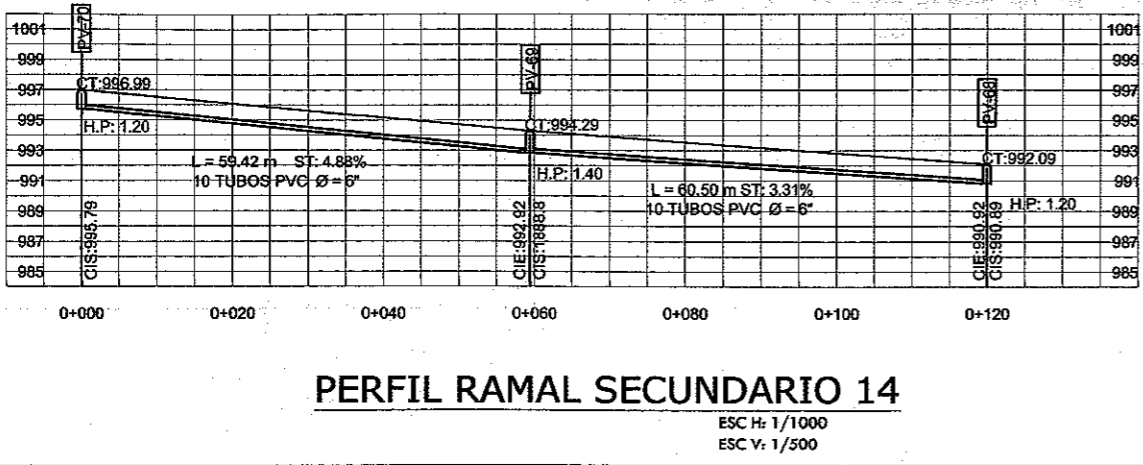 1001
999
997
995
993
991
989
987
985
1001
999
997
995
993
991
989
987
985
PV-70
CT:996.99
H.P: 1.20
L = 59.42 m ST: 4.88%
10 TUBOS PVC Ø = 6"
CIS:995.79
PV-69
CT:994.29
H.P: 1.40
L = 60.50 m ST: 3.31%
10 TUBOS PVC Ø = 6"
CIE:992.92
PV-68
CT:992.09
H.P: 1.20
CIE:990.92
CIS:990.89
0+000
0+020
0+040
0+060
0+080
0+100
0+120
PERFIL RAMAL SECUNDARIO 14
ESC H: 1/1000
ESC V: 1/500